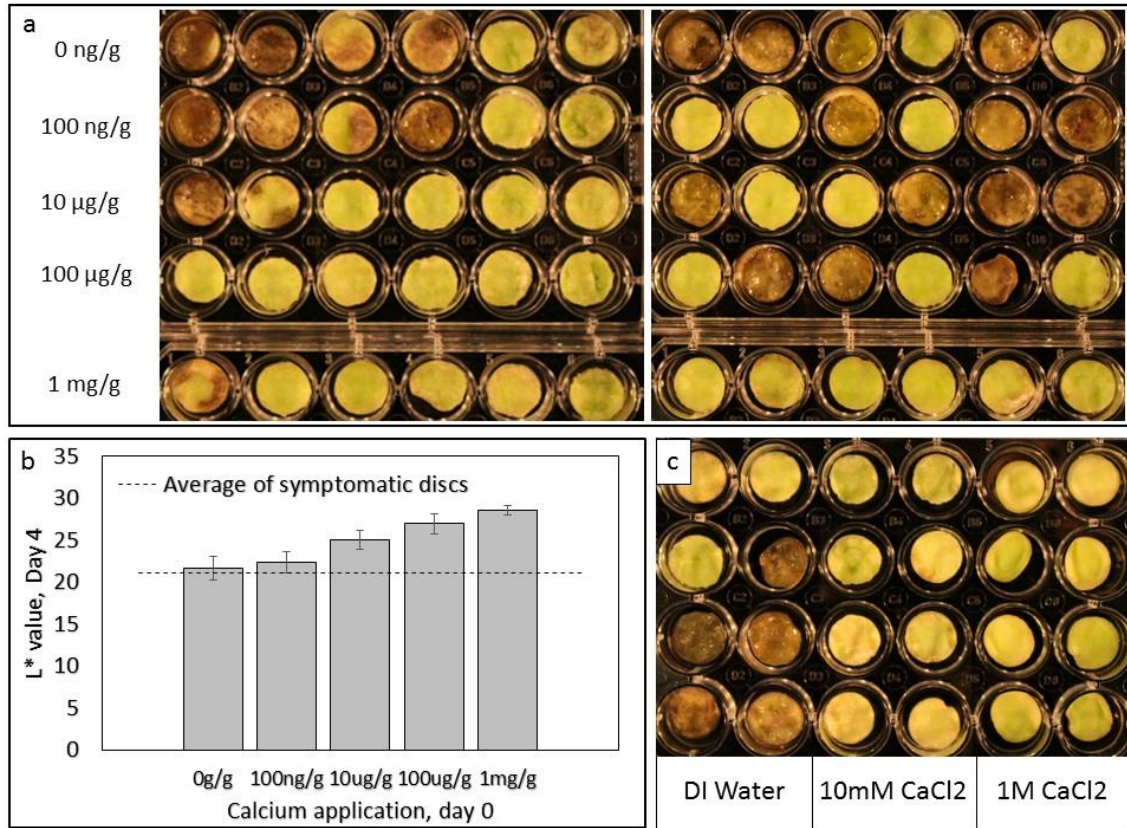 a
0 ng/g
100 ng/g
10 µg/g
100 µg/g
1 mg/g
b
35
30
25
20
15
10
5
0
L* value, Day 4
Average of symptomatic discs
0g/g 100ng/g 10ug/g 100ug/g 1mg/g
Calcium application, day 0
c
DI Water 10mM CaCl2 1M CaCl2